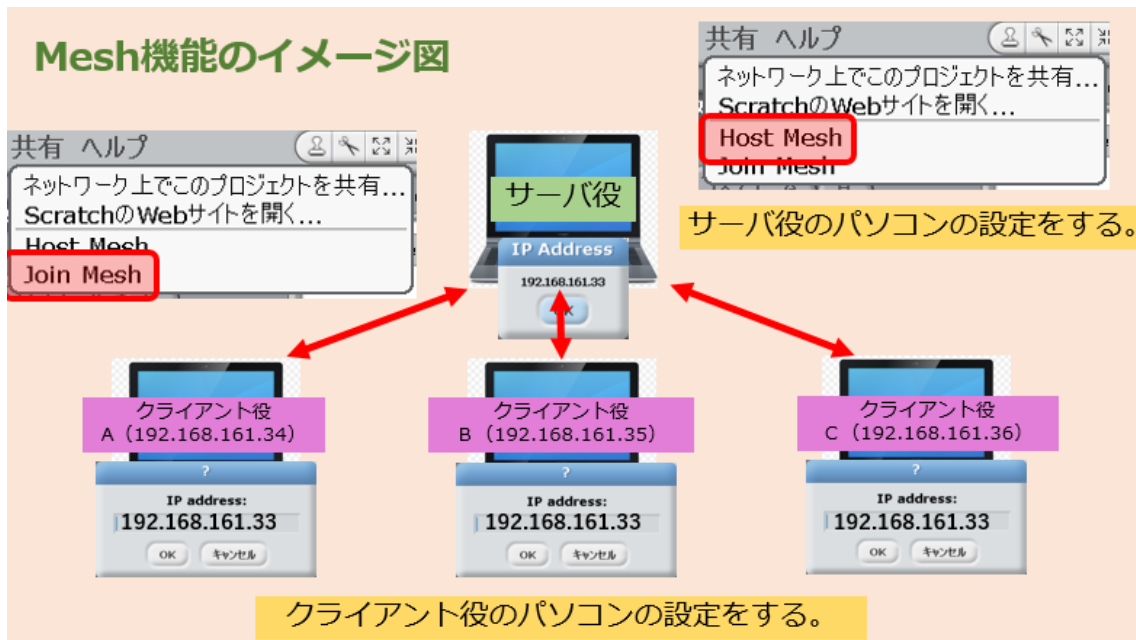 Mesh機能のイメージ図
共有 ヘルプ
ネットワーク上でこのプロジェクトを共有...
ScratchのWebサイトを開く...
Host Mesh
Join Mesh
共有 ヘルプ
ネットワーク上でこのプロジェクトを共有...
ScratchのWebサイトを開く...
Host Mesh
Join Mesh
サーバ役
サーバ役のパソコンの設定をする。
IP Address
192.168.161.33
OK
クライアント役
A（192.168.161.34）
クライアント役
B（192.168.161.35）
クライアント役
C（192.168.161.36）
?
IP address:
192.168.161.33
OK キャンセル
?
IP address:
192.168.161.33
OK キャンセル
?
IP address:
192.168.161.33
OK キャンセル
クライアント役のパソコンの設定をする。